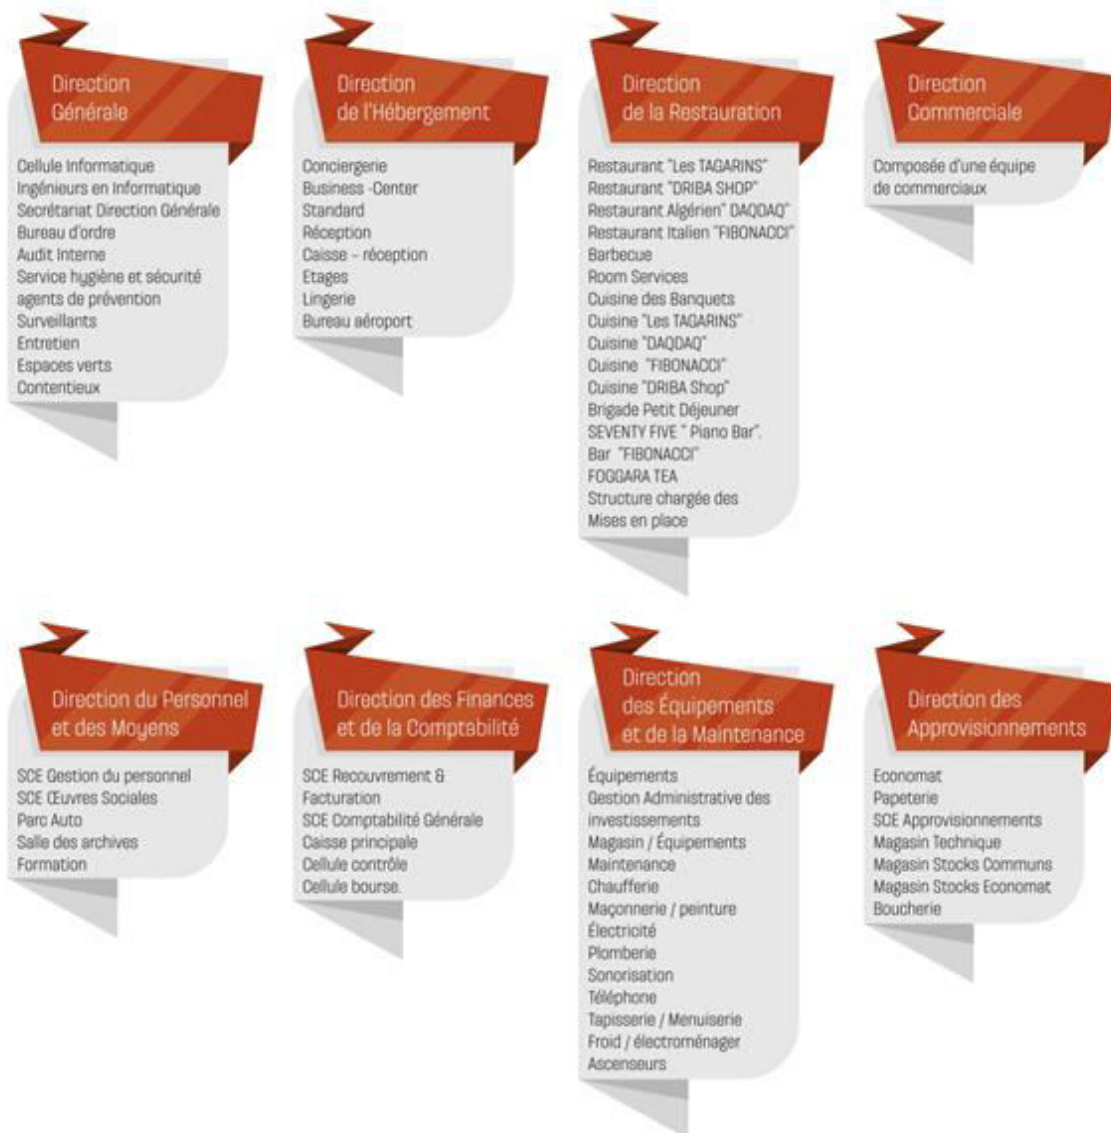 Direction
Générale
Cellule Informatique
Ingénieurs en Informatique
Secrétariat Direction Générale
Bureau d'ordre
Audit Interne
Service hygiène et sécurité
agents de prévention
Surveillants
Entretien
Espaces verts
Contentieux
Direction
de l'Hébergement
Conciergerie
Business -Center
Standard
Réception
Caisse - réception
Etages
Lingerie
Bureau aéroport
Direction
de la Restauration
Restaurant "Les TAGARINS"
Restaurant "DRIBA SHOP"
Restaurant Algérien" DAQDAQ"
Restaurant Italien "FIBONACCI"
Barbecue
Room Services
Cuisine des Banquets
Cuisine "Les TAGARINS"
Cuisine "DAQDAQ"
Cuisine "FIBONACCI"
Cuisine "DRIBA Shop"
Brigade Petit Déjeuner
SEVENTY FIVE " Piano Bar".
Bar "FIBONACCI"
FOGGARA TEA
Structure chargée des
Mises en place
Direction
Commerciale
Composée d'une équipe
de commerciaux
Direction du Personnel
et des Moyens
SCE Gestion du personnel
SCE Œuvres Sociales
Parc Auto
Salle des archives
Formation
Direction des Finances
et de la Comptabilité
SCE Recouvrement &
Facturation
SCE Comptabilité Générale
Caisse principale
Cellule contrôle
Cellule bourse.
Direction
des Équipements
et de la Maintenance
Équipements
Gestion Administrative des
investissements
Magasin / Équipements
Maintenance
Chaufferie
Maçonnerie / peinture
Électricité
Plomberie
Sonorisation
Téléphone
Tapisserie / Menuiserie
Froid / électroménager
Ascenseurs
Direction des
Approvisionnements
Economat
Papeterie
SCE Approvisionnements
Magasin Technique
Magasin Stocks Communs
Magasin Stocks Economat
Boucherie